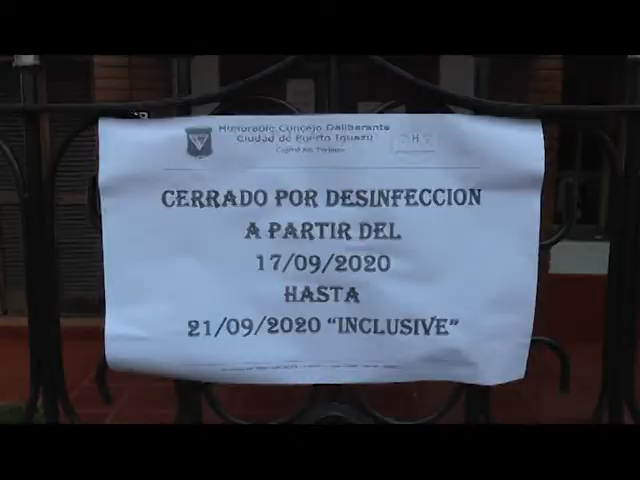 Honorable Concejo Deliberante
Ciudad de Puerto Iguazú
CERRADO POR DESINFECCION
A PARTIR DEL
17/09/2020
HASTA
21/09/2020 “INCLUSIVE”